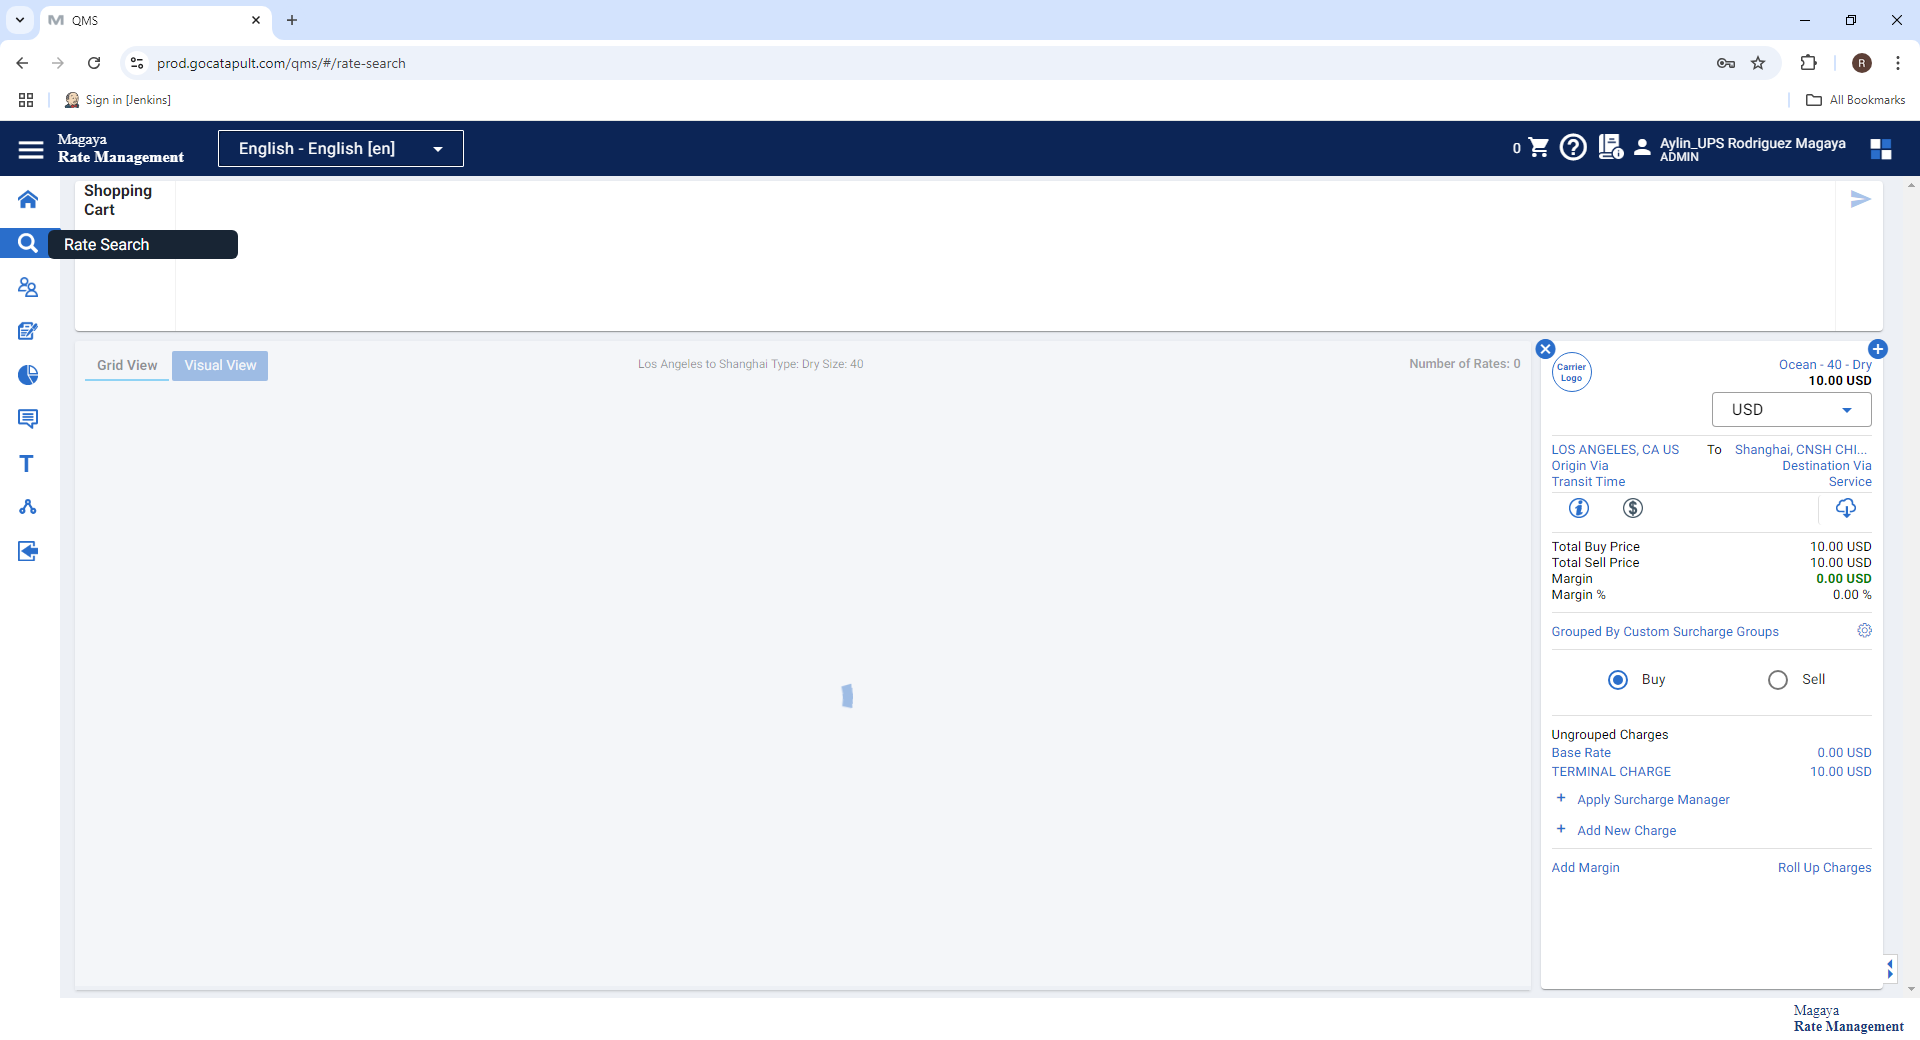 QMS
prod.gocatapult.com/qms/#/rate-search
R
Sign in [Jenkins]
All Bookmarks
Magaya
Rate Management
English - English [en]
0
Aylin_UPS Rodriguez Magaya
ADMIN
Shopping
Cart
Rate Search
Grid View
Visual View
Los Angeles to Shanghai Type: Dry Size: 40
Number of Rates: 0
Carrier
Logo
Ocean - 40 - Dry
10.00 USD
USD
LOS ANGELES, CA US To Shanghai, CNSH CHI...
Origin Via Destination Via
Transit Time Service
Total Buy Price 10.00 USD
Total Sell Price 10.00 USD
Margin 0.00 USD
Margin % 0.00 %
Grouped By Custom Surcharge Groups
Buy Sell
Ungrouped Charges
Base Rate 0.00 USD
TERMINAL CHARGE 10.00 USD
+ Apply Surcharge Manager
+ Add New Charge
Add Margin Roll Up Charges
Magaya
Rate Management